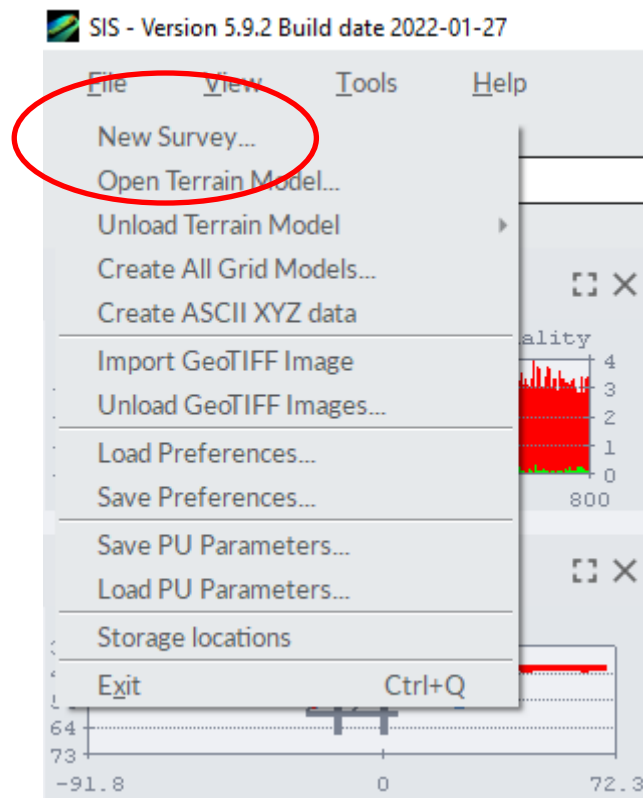 SIS - Version 5.9.2 Build date 2022-01-27
File View Tools Help
New Survey...
Open Terrain Model...
Unload Terrain Model
Create All Grid Models...
Create ASCII XYZ data
ality
4
3
2
1
0
800
Import GeoTIFF Image
Unload GeoTIFF Images...
Load Preferences...
Save Preferences...
Save PU Parameters...
Load PU Parameters...
Storage locations
Exit Ctrl+Q
64
73
-91.8 0 72.3